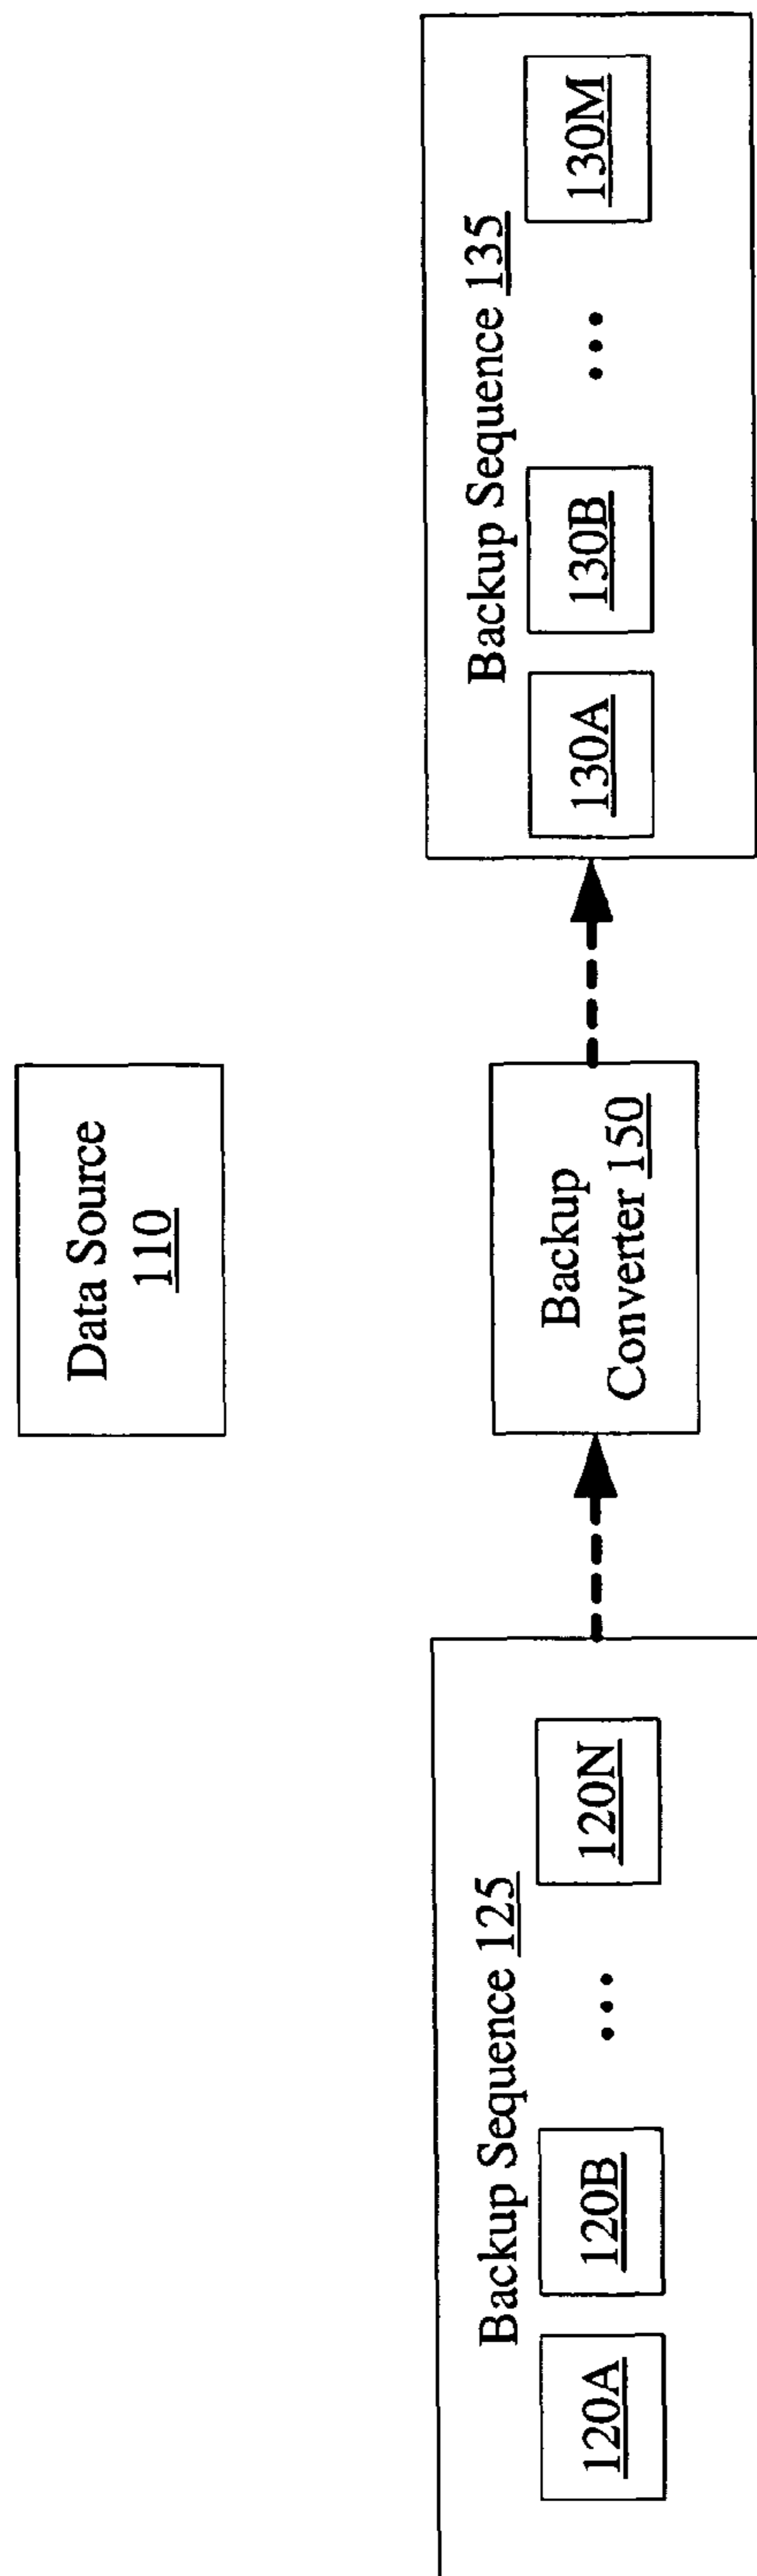 Data Source
110
Backup Sequence 125
120A
120B
...
120N
Backup
Converter 150
Backup Sequence 135
130A
130B
...
130M